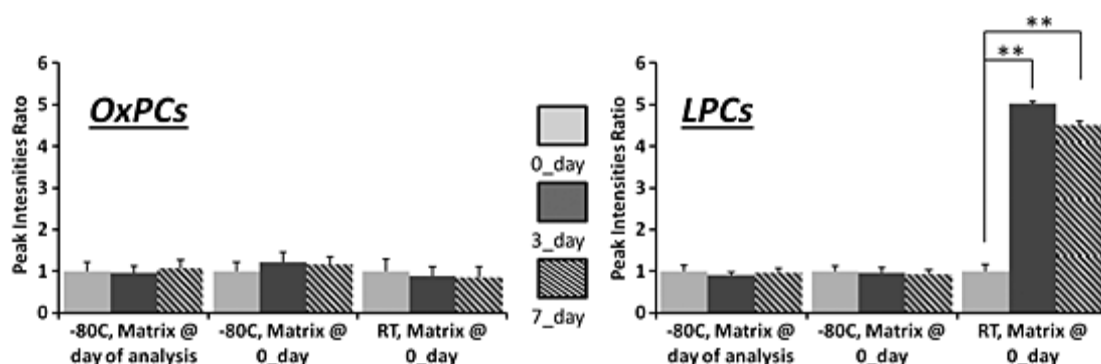 6
5
4
3
2
1
0
Peak Intesnities Rato
OxPCs
-80C, Matrix @ day of analysis
-80C, Matrix @ 0_day
RT, Matrix @ 0_day
0_day
3_day
7_day
6
5
4
3
2
1
0
Peak Intensities Ratio
LPCs
**
**
-80C, Matrix @ day of analysis
-80C, Matrix @ 0_day
RT, Matrix @ 0_day